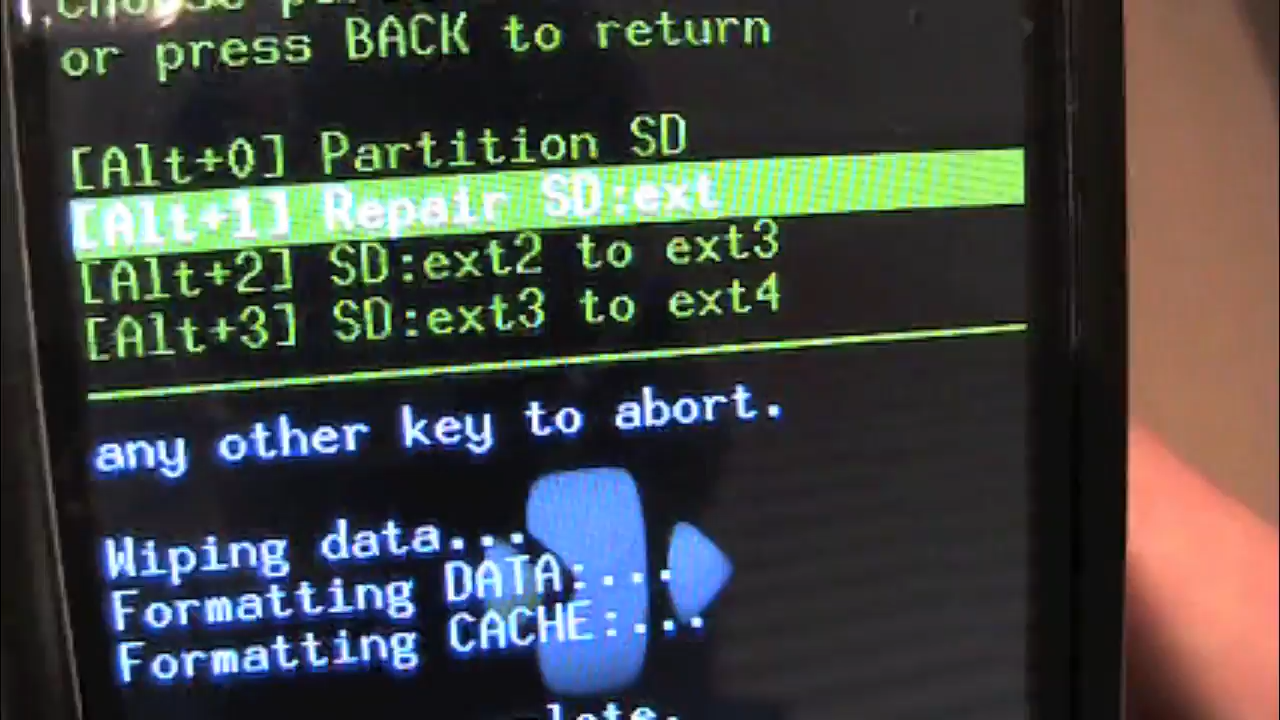 Choose
or press BACK to return
[Alt+0] Partition SD
[Alt+1] Repair SD:ext
[Alt+2] SD:ext2 to ext3
[Alt+3] SD:ext3 to ext4
any other key to abort.
Wiping data...
Formatting DATA:...
Formatting CACHE:...